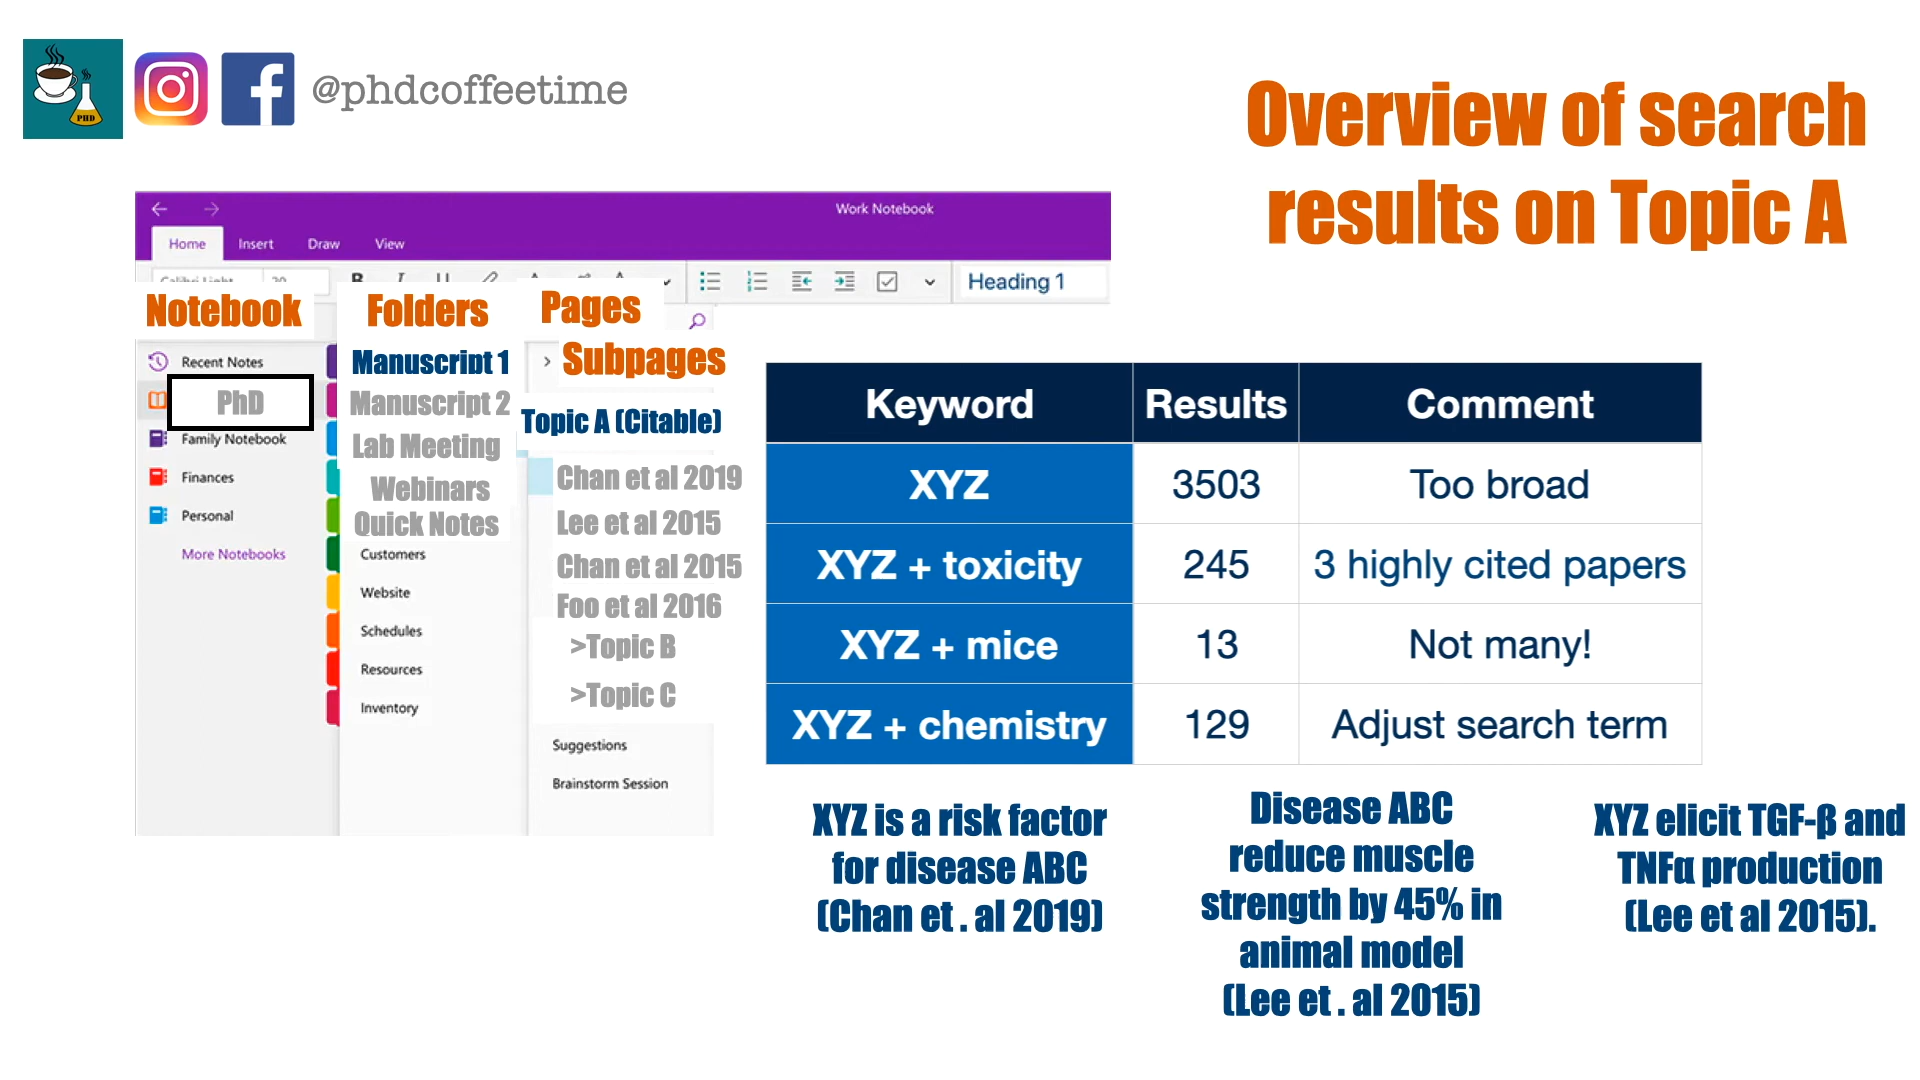 PHD
@phdcoffeetime
Overview of search
results on Topic A
Work Notebook
Home Insert Draw View
Heading 1
Notebook
Recent Notes
PhD
Family Notebook
Finances
Personal
More Notebooks
Folders
Manuscript 1
Manuscript 2
Lab Meeting
Webinars
Quick Notes
Customers
Website
Schedules
Resources
Inventory
Pages
> Subpages
Topic A (Citable)
Chan et al 2019
Lee et al 2015
Chan et al 2015
Foo et al 2016
>Topic B
>Topic C
Suggestions
Brainstorm Session
Keyword Results Comment
XYZ 3503 Too broad
XYZ + toxicity 245 3 highly cited papers
XYZ + mice 13 Not many!
XYZ + chemistry 129 Adjust search term
XYZ is a risk factor
for disease ABC
(Chan et . al 2019)
Disease ABC
reduce muscle
strength by 45% in
animal model
(Lee et . al 2015)
XYZ elicit TGF-β and
TNFα production
(Lee et al 2015).